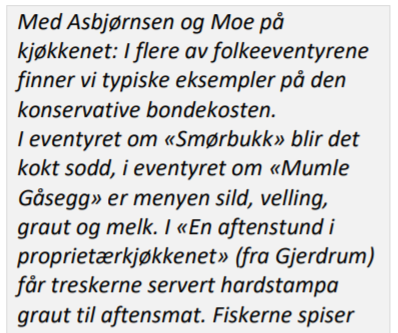 Med Asbjørnsen og Moe på
kjøkkenet: I flere av folkeeventyrene
finner vi typiske eksempler på den
konservative bondekosten.
I eventyret om «Smørbukk» blir det
kokt sodd, i eventyret om «Mumle
Gåsegg» er menyen sild, velling,
graut og melk. I «En aftenstund i
proprietærkjøkkenet» (fra Gjerdrum)
får treskerne servert hardstampa
graut til aftensmat. Fiskerne spiser